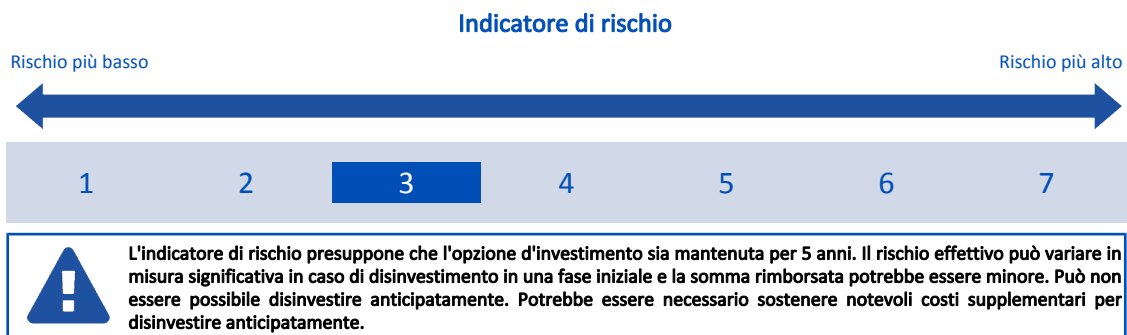 Indicatore di rischio
Rischio più basso
Rischio più alto
1 2 3 4 5 6 7
L'indicatore di rischio presuppone che l'opzione d'investimento sia mantenuta per 5 anni. Il rischio effettivo può variare in
misura significativa in caso di disinvestimento in una fase iniziale e la somma rimborsata potrebbe essere minore. Può non
essere possibile disinvestire anticipatamente. Potrebbe essere necessario sostenere notevoli costi supplementari per
disinvestire anticipatamente.